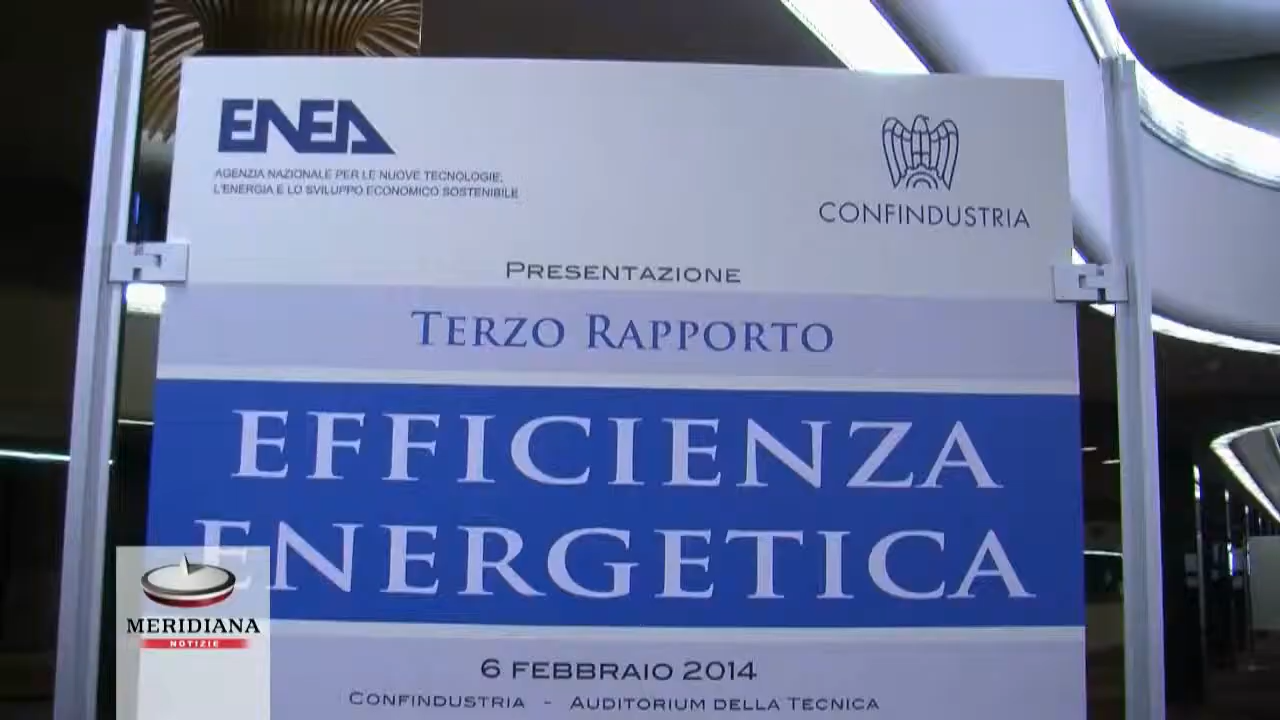 ENEA
AGENZIA NAZIONALE PER LE NUOVE TECNOLOGIE,
L'ENERGIA E LO SVILUPPO ECONOMICO SOSTENIBILE
CONFINDUSTRIA
PRESENTAZIONE
TERZO RAPPORTO
EFFICIENZA
ENERGETICA
6 FEBBRAIO 2014
CONFINDUSTRIA - AUDITORIUM DELLA TECNICA
MERIDIANA
NOTIZIE